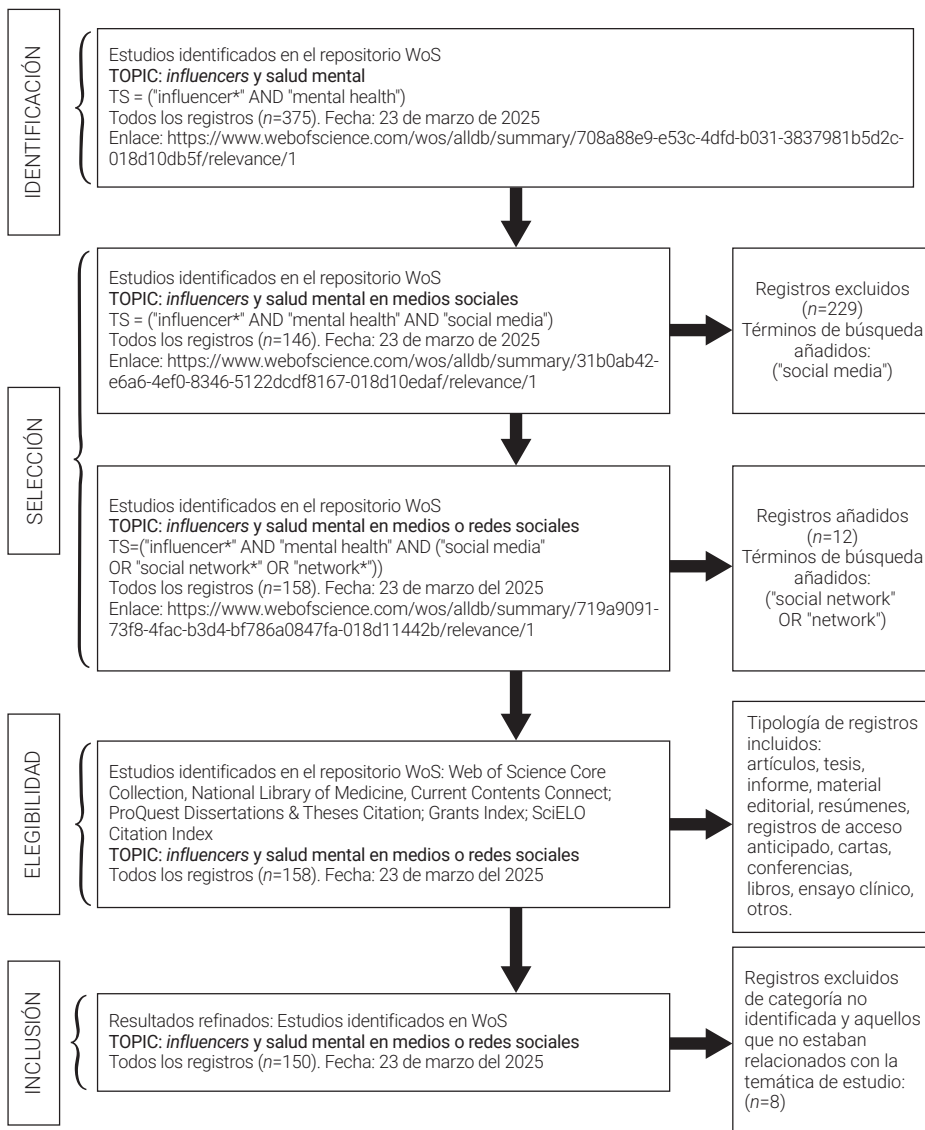 IDENTIFICACIÓN
Estudios identificados en el repositorio WoS
TOPIC: influencers y salud mental
TS = ("influencer*" AND "mental health")
Todos los registros (n=375). Fecha: 23 de marzo de 2025
Enlace: https://www.webofscience.com/wos/alldb/summary/708a88e9-e53c-4dfd-b031-3837981b5d2c-
018d10db5f/relevance/1
SELECCIÓN
Estudios identificados en el repositorio WoS
TOPIC: influencers y salud mental en medios sociales
TS = ("influencer*" AND "mental health" AND "social media")
Todos los registros (n=146). Fecha: 23 de marzo de 2025
Enlace: https://www.webofscience.com/wos/alldb/summary/31b0ab42-
e6a6-4ef0-8346-5122dcdf8167-018d10edaf/relevance/1
Registros excluidos
(n=229)
Términos de búsqueda
añadidos:
("social media")
Estudios identificados en el repositorio WoS
TOPIC: influencers y salud mental en medios o redes sociales
TS=("influencer*" AND "mental health" AND ("social media"
OR "social network*" OR "network*"))
Todos los registros (n=158). Fecha: 23 de marzo del 2025
Enlace: https://www.webofscience.com/wos/alldb/summary/719a9091-
73f8-4fac-b3d4-bf786a0847fa-018d11442b/relevance/1
Registros añadidos
(n=12)
Términos de búsqueda
añadidos:
("social network"
OR "network")
ELEGIBILIDAD
Estudios identificados en el repositorio WoS: Web of Science Core
Collection, National Library of Medicine, Current Contents Connect;
ProQuest Dissertations & Theses Citation; Grants Index; SciELO
Citation Index
TOPIC: influencers y salud mental en medios o redes sociales
Todos los registros (n=158). Fecha: 23 de marzo del 2025
Tipología de registros
incluidos:
artículos, tesis,
informe, material
editorial, resúmenes,
registros de acceso
anticipado, cartas,
conferencias,
libros, ensayo clínico,
otros.
INCLUSIÓN
Resultados refinados: Estudios identificados en WoS
TOPIC: influencers y salud mental en medios o redes sociales
Todos los registros (n=150). Fecha: 23 de marzo del 2025
Registros excluidos
de categoría no
identificada y aquellos
que no estaban
relacionados con la
temática de estudio:
(n=8)